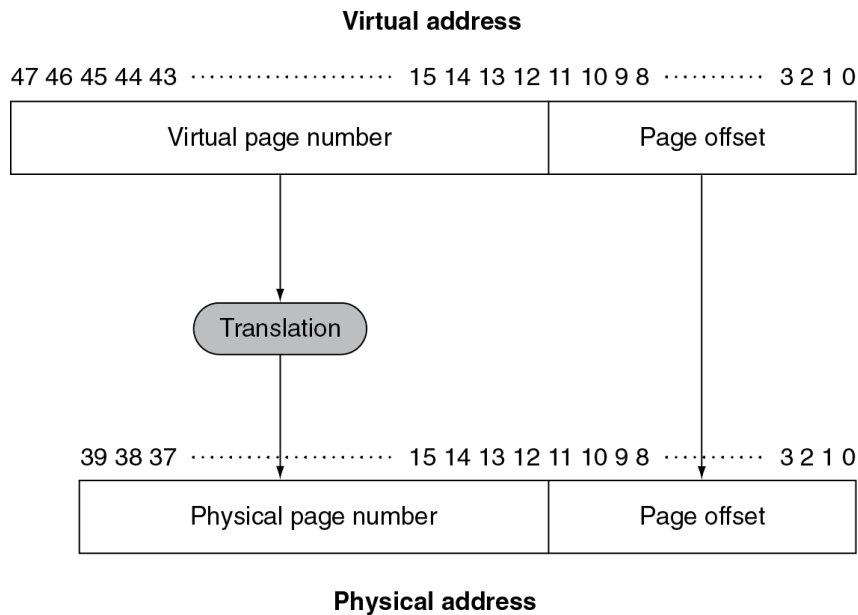 Virtual address
47 46 45 44 43 ······················ 15 14 13 12 11 10 9 8 ··········· 3 2 1 0
Virtual page number Page offset
Translation
39 38 37 ······················ 15 14 13 12 11 10 9 8 ··········· 3 2 1 0
Physical page number Page offset
Physical address